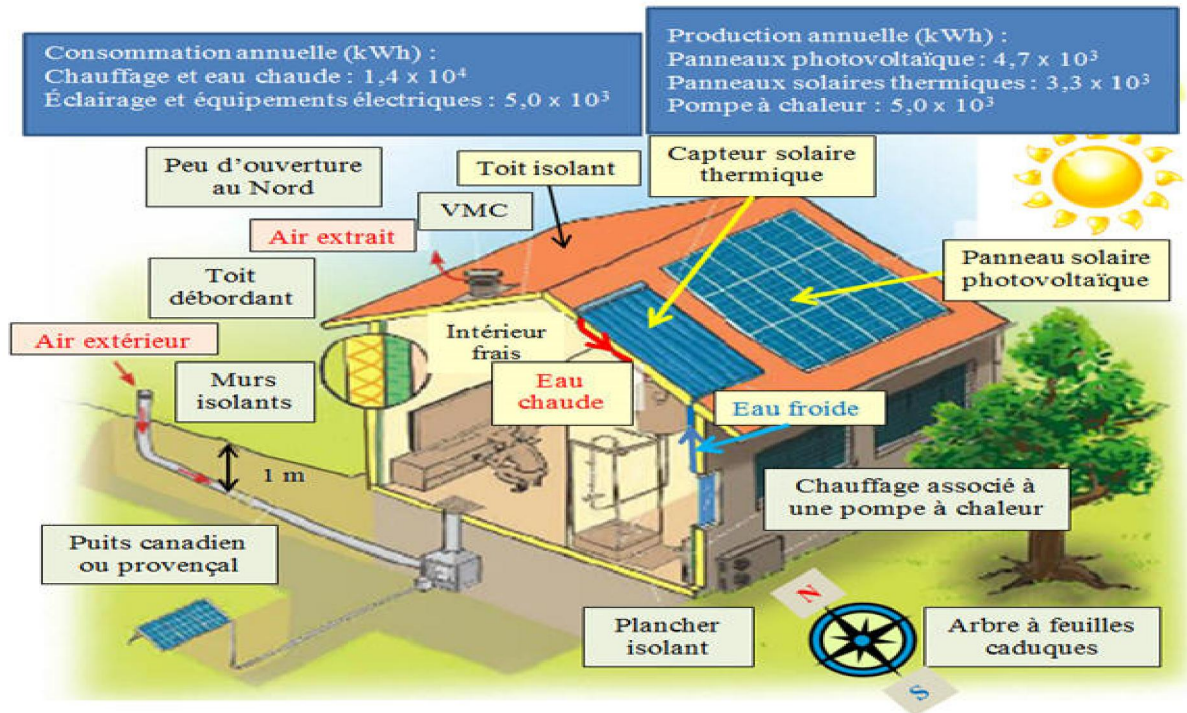 Consommation annuelle (kWh) :
Chauffage et eau chaude : 1,4 x 10⁴
Éclairage et équipements électriques : 5,0 x 10³
Production annuelle (kWh) :
Panneaux photovoltaïque : 4,7 x 10³
Panneaux solaires thermiques : 3,3 x 10³
Pompe à chaleur : 5,0 x 10³
Peu d'ouverture
au Nord
Toit isolant
Capteur solaire
thermique
VMC
Air extrait
Toit
débordant
Panneau solaire
photovoltaïque
Air extérieur
Intérieur
frais
Murs
isolants
Eau
chaude
Eau froide
1 m
Chauffage associé à
une pompe à chaleur
Puits canadien
ou provençal
N
Plancher
isolant
Arbre à feuilles
caduques
S